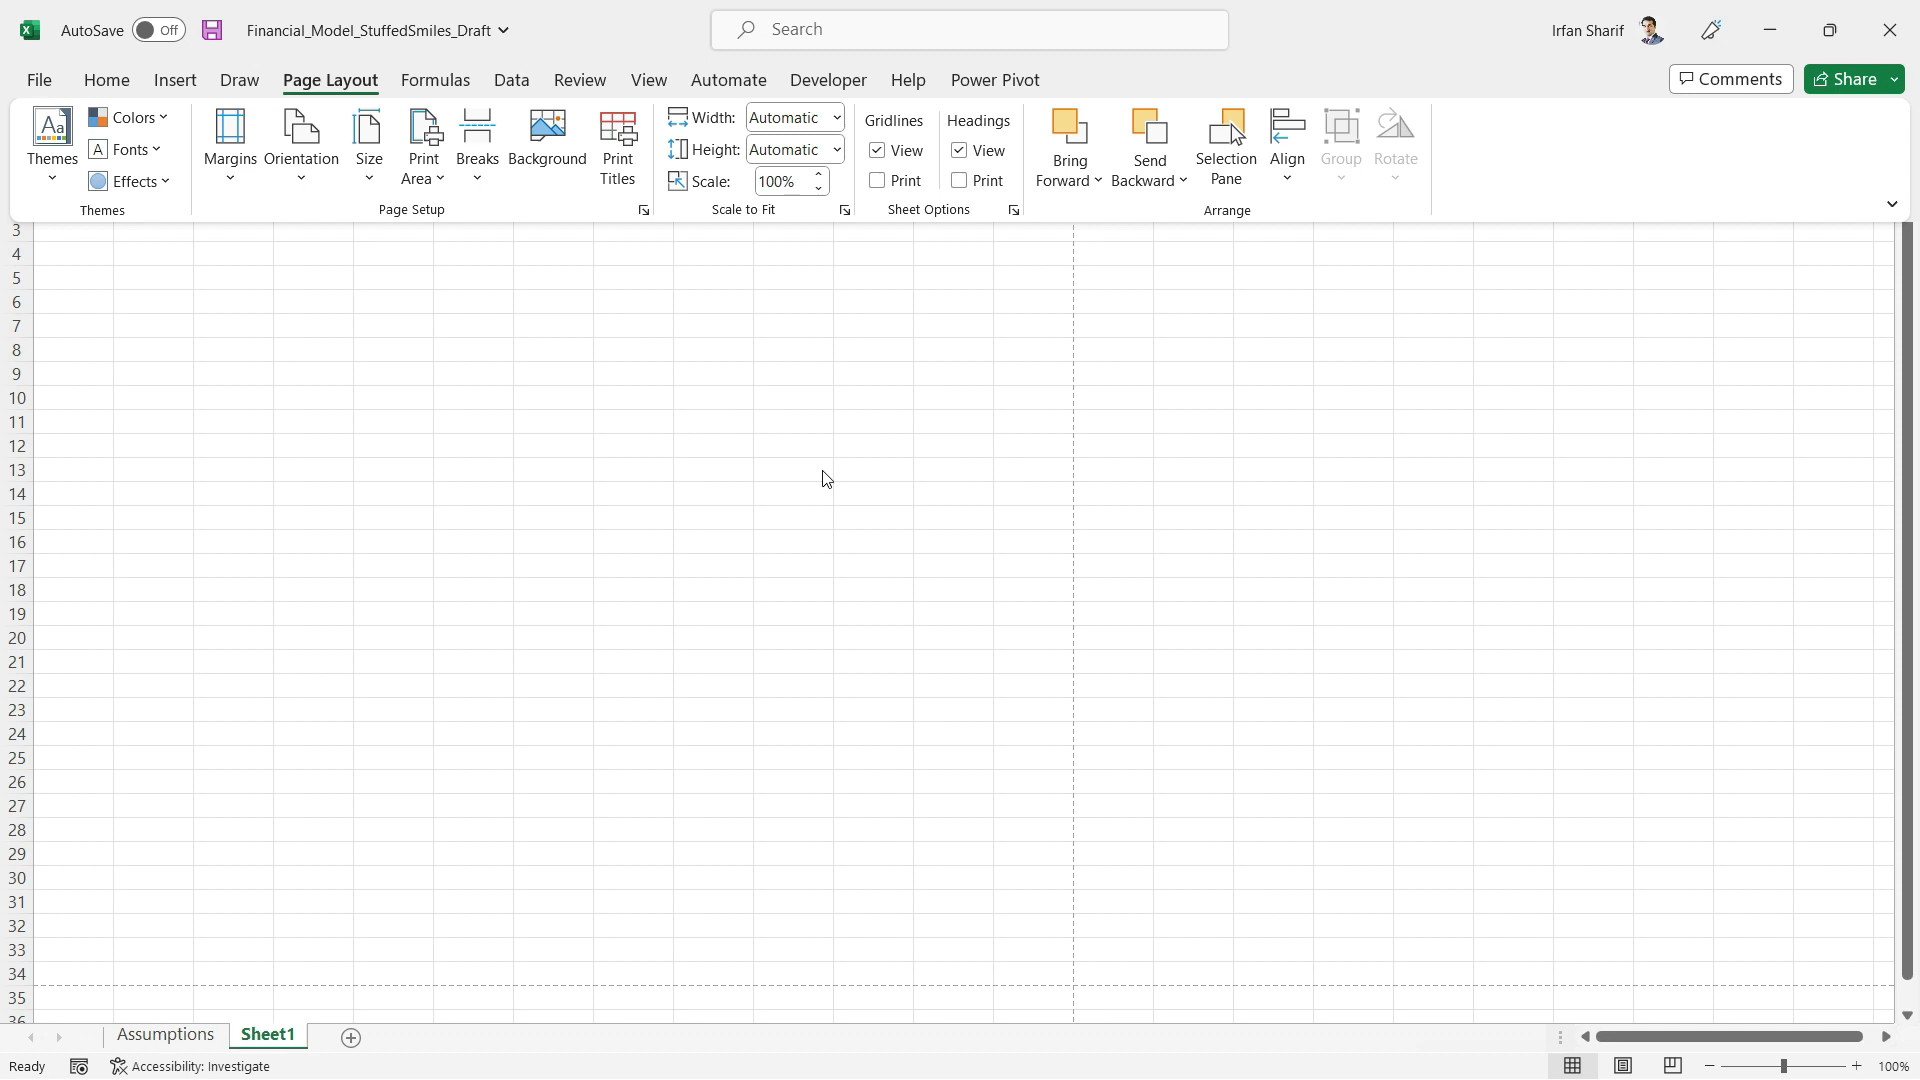 AutoSave Off Financial_Model_StuffedSmiles_Draft Search Irfan Sharif
File Home Insert Draw Page Layout Formulas Data Review View Automate Developer Help Power Pivot Comments Share
Themes Colors Fonts Effects
Themes
Margins Orientation Size Print Area Breaks Background Print Titles
Page Setup
Width: Automatic
Height: Automatic
Scale: 100%
Scale to Fit
Gridlines Headings
View View
Print Print
Sheet Options
Bring Forward Send Backward Selection Pane Align Group Rotate
Arrange
3
4
5
6
7
8
9
10
11
12
13
14
15
16
17
18
19
20
21
22
23
24
25
26
27
28
29
30
31
32
33
34
35
36
Assumptions Sheet1
Ready Accessibility: Investigate 100%